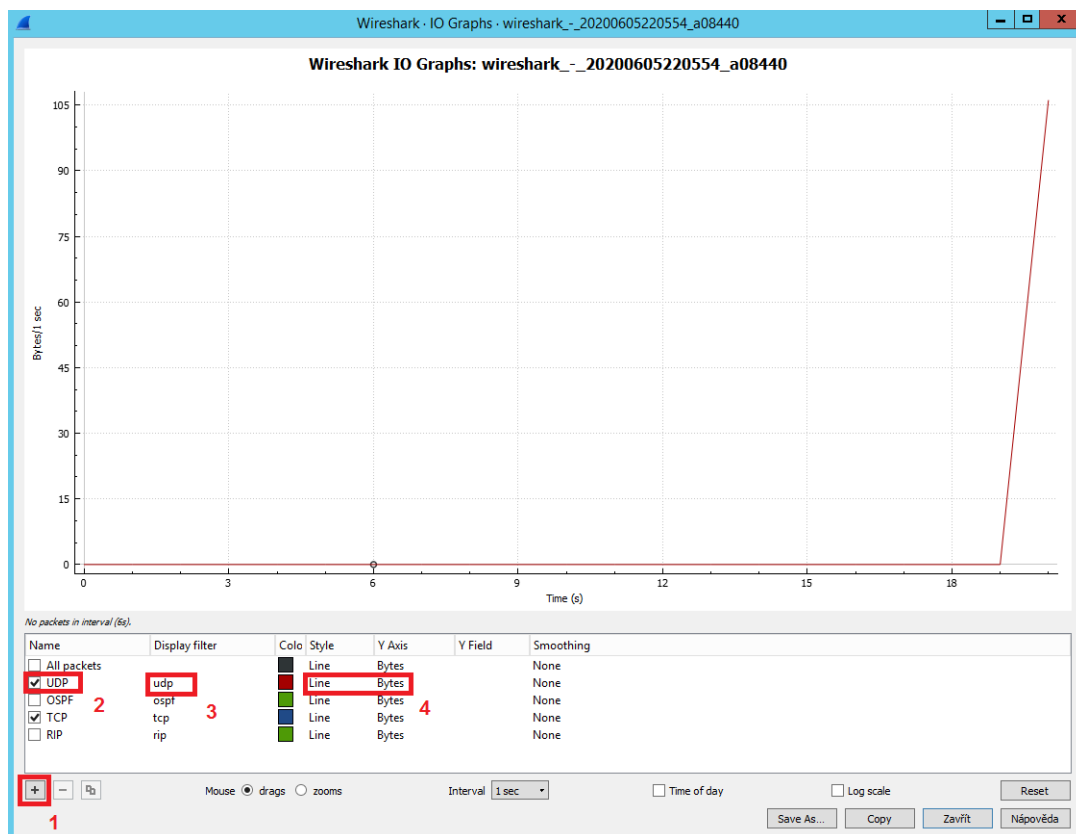 Wireshark · IO Graphs · wireshark_-_20200605220554_a08440
Wireshark IO Graphs: wireshark_-_20200605220554_a08440
105
90
75
60
45
30
15
0
Bytes/1 sec
0 3 6 9 12 15 18
Time (s)
No packets in interval (6s).
Name Display filter Colo Style Y Axis Y Field Smoothing
All packets Line Bytes None
UDP udp Line Bytes None
OSPF ospf Line Bytes None
TCP tcp Line Bytes None
RIP rip Line Bytes None
2 3 4
+ − Mouse drags zooms Interval 1 sec Time of day Log scale Reset
1
Save As... Copy Zavřít Nápověda